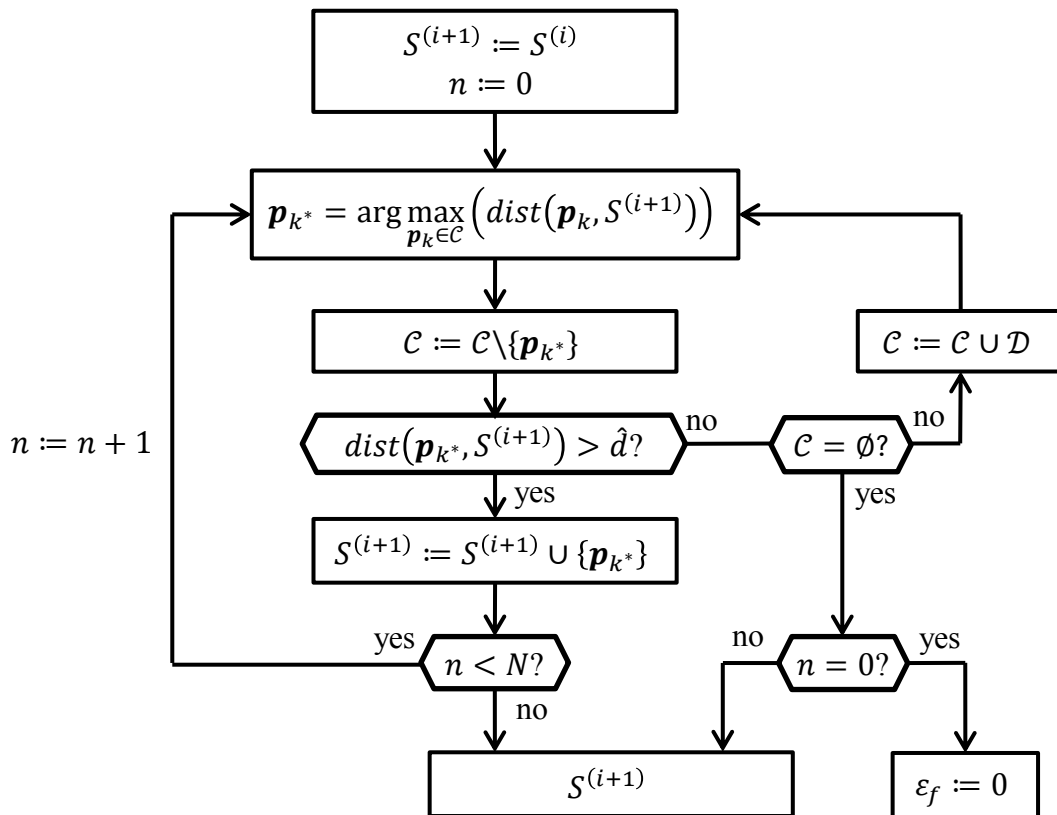 S^(i+1) ≔ S^(i)
n ≔ 0
p_k* = arg max_{p_k∈𝒞} (dist(p_k, S^(i+1)))
𝒞 ≔ 𝒞\{p_k*}
𝒞 ≔ 𝒞 ∪ 𝒟
n ≔ n + 1
dist(p_k*, S^(i+1)) > d̂?
no
𝒞 = ∅?
no
yes
yes
S^(i+1) ≔ S^(i+1) ∪ {p_k*}
yes
n < N?
no
n = 0?
yes
no
S^(i+1)
ε_f ≔ 0